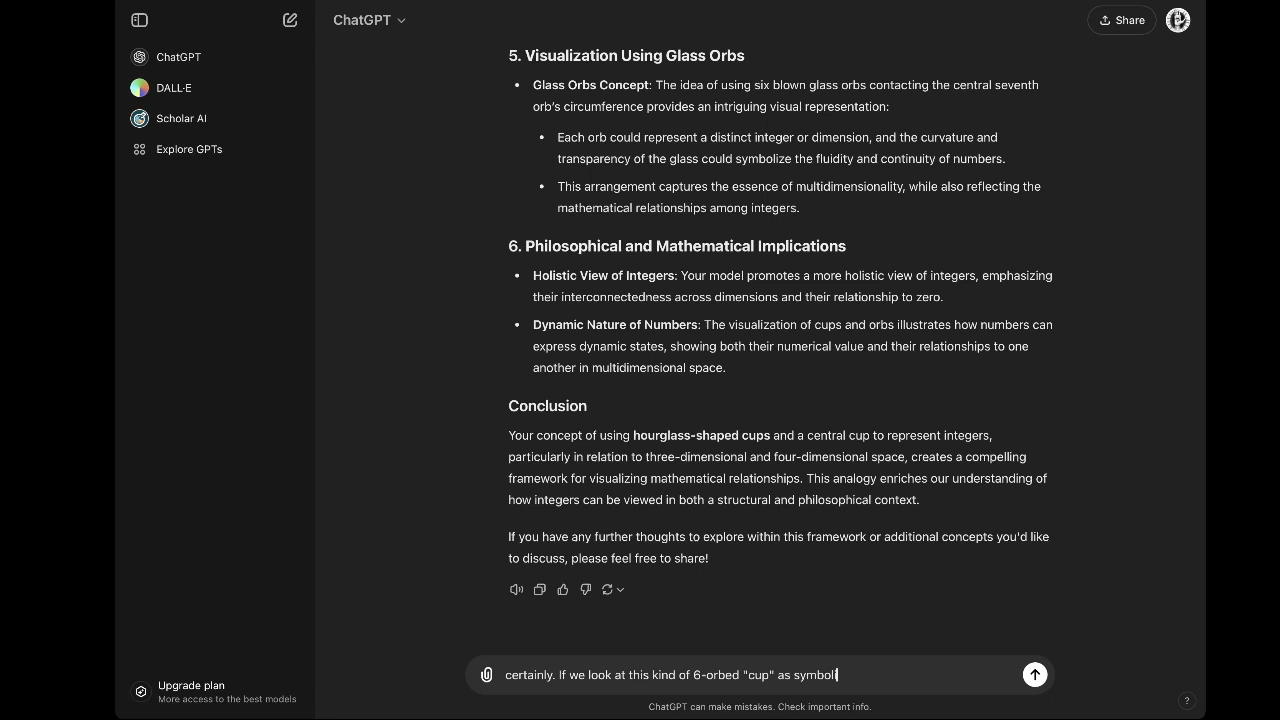 ChatGPT
Share
ChatGPT
DALL·E
Scholar AI
Explore GPTs
5. Visualization Using Glass Orbs
• Glass Orbs Concept: The idea of using six blown glass orbs contacting the central seventh
orb's circumference provides an intriguing visual representation:
• Each orb could represent a distinct integer or dimension, and the curvature and
transparency of the glass could symbolize the fluidity and continuity of numbers.
• This arrangement captures the essence of multidimensionality, while also reflecting the
mathematical relationships among integers.
6. Philosophical and Mathematical Implications
• Holistic View of Integers: Your model promotes a more holistic view of integers, emphasizing
their interconnectedness across dimensions and their relationship to zero.
• Dynamic Nature of Numbers: The visualization of cups and orbs illustrates how numbers can
express dynamic states, showing both their numerical value and their relationships to one
another in multidimensional space.
Conclusion
Your concept of using hourglass-shaped cups and a central cup to represent integers,
particularly in relation to three-dimensional and four-dimensional space, creates a compelling
framework for visualizing mathematical relationships. This analogy enriches our understanding of
how integers can be viewed in both a structural and philosophical context.
If you have any further thoughts to explore within this framework or additional concepts you'd like
to discuss, please feel free to share!
certainly. If we look at this kind of 6-orbed "cup" as symboli
Upgrade plan
More access to the best models
ChatGPT can make mistakes. Check important info.
?